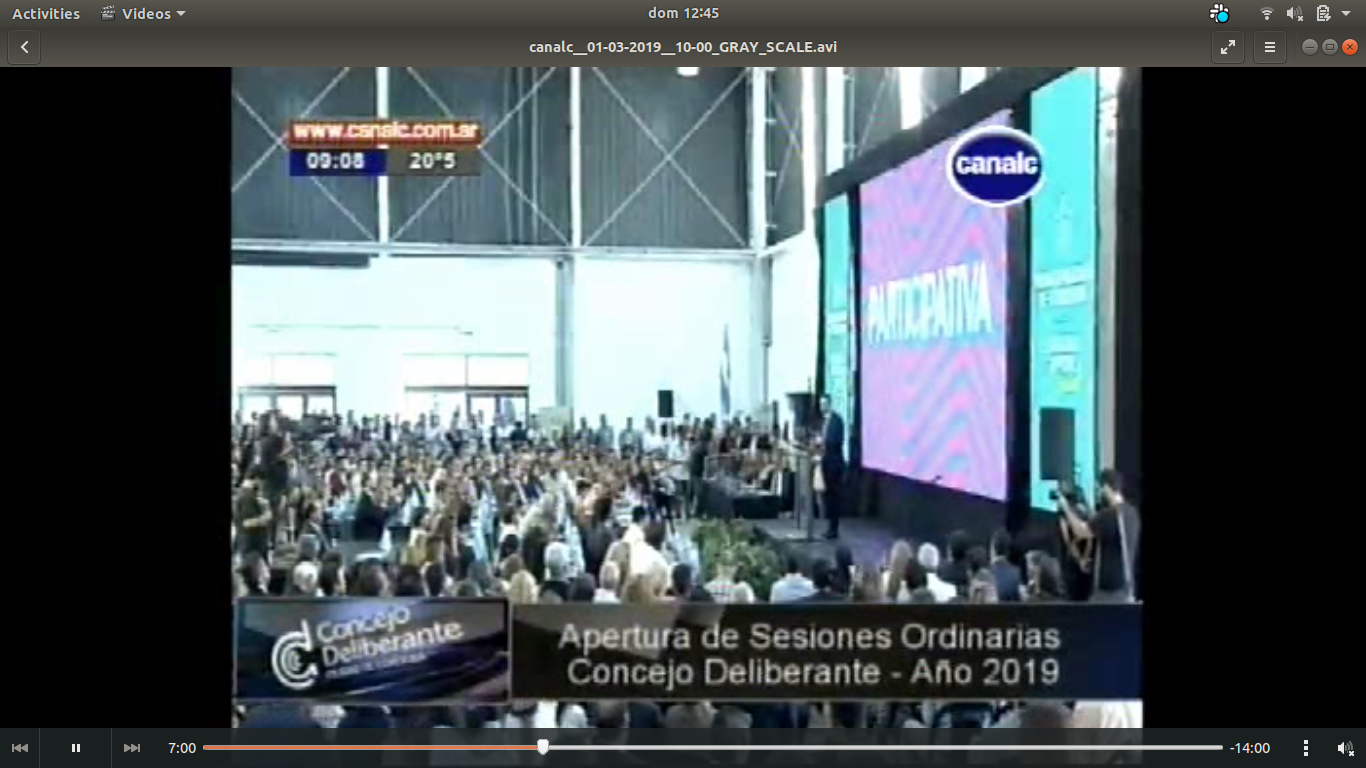 Activities
Videos
dom 12:45
canalc__01-03-2019__10-00_GRAY_SCALE.avi
www.canalc.com.ar
09:08 20°5
canalc
PARTICIPATIVA
Concejo
Deliberante
Apertura de Sesiones Ordinarias
Concejo Deliberante - Año 2019
7:00
-14:00